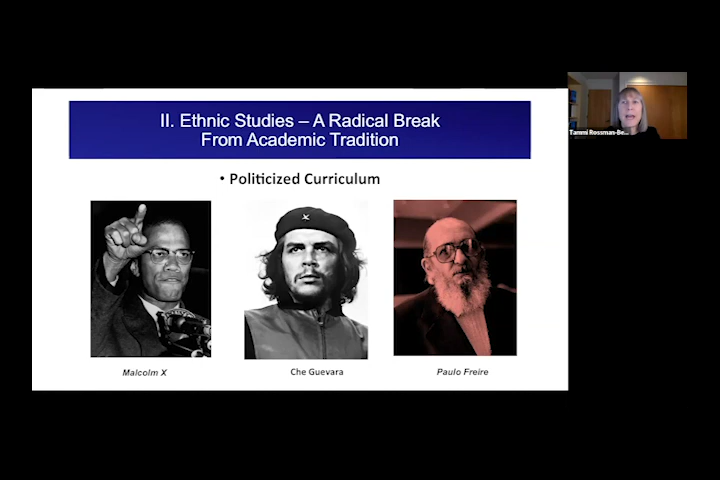 II. Ethnic Studies – A Radical Break
From Academic Tradition
• Politicized Curriculum
Malcolm X
Che Guevara
Paulo Freire
Tammi Rossman-Be...